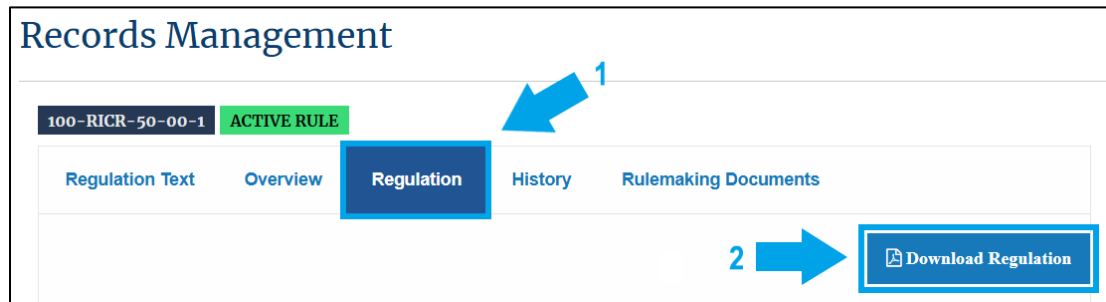 Records Management
1
100-RICR-50-00-1 ACTIVE RULE
Regulation Text Overview Regulation History Rulemaking Documents
2 Download Regulation